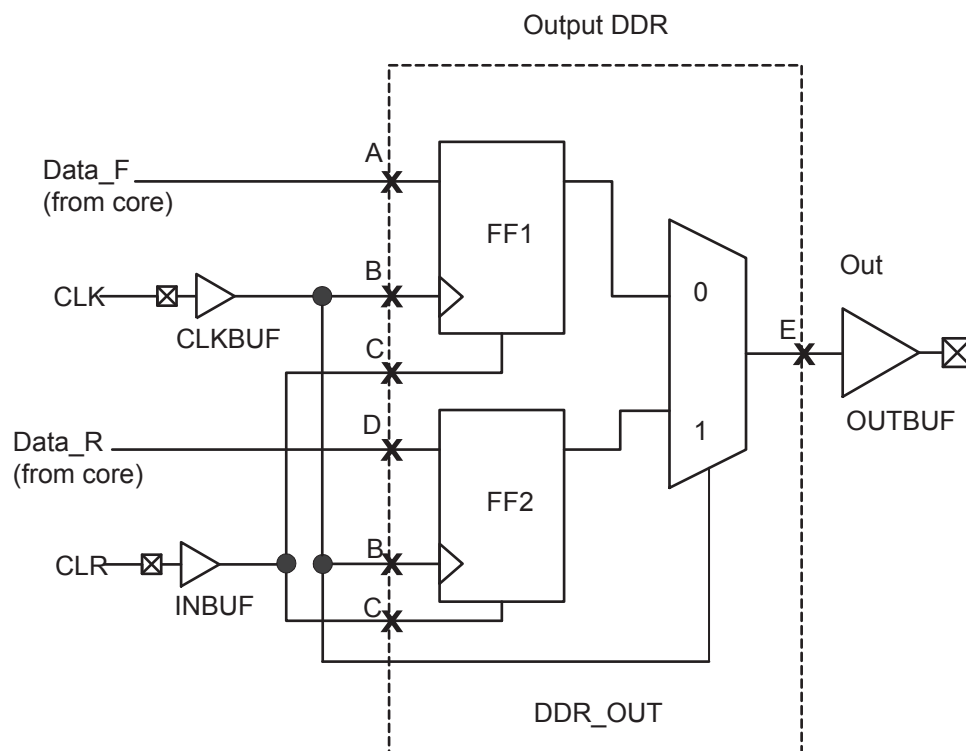 Output DDR
A
Data_F
(from core)
FF1
B
CLK
CLKBUF
C
0
Out
E
OUTBUF
D
Data_R
(from core)
1
FF2
B
CLR
INBUF
C
DDR_OUT